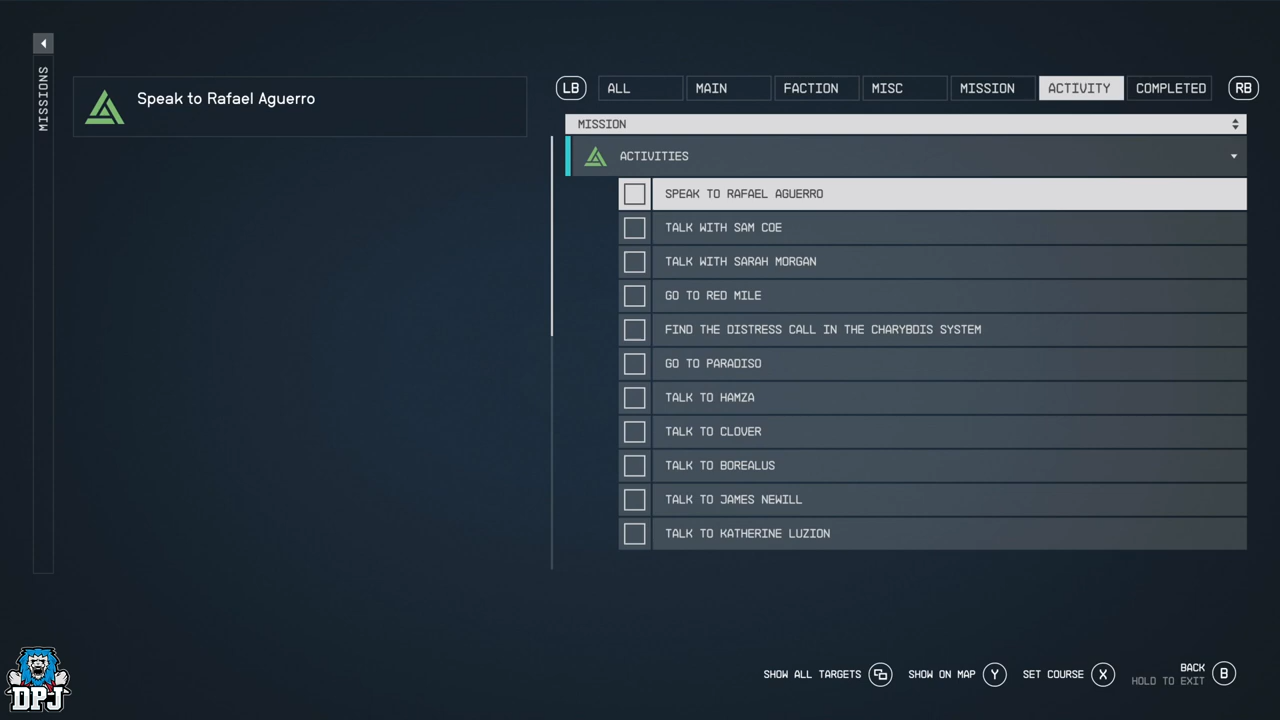 MISSIONS
Speak to Rafael Aguerro
LB ALL MAIN FACTION MISC MISSION ACTIVITY COMPLETED RB
MISSION
ACTIVITIES
SPEAK TO RAFAEL AGUERRO
TALK WITH SAM COE
TALK WITH SARAH MORGAN
GO TO RED MILE
FIND THE DISTRESS CALL IN THE CHARYBDIS SYSTEM
GO TO PARADISO
TALK TO HAMZA
TALK TO CLOVER
TALK TO BOREALUS
TALK TO JAMES NEWILL
TALK TO KATHERINE LUZION
SHOW ALL TARGETS SHOW ON MAP Y SET COURSE X BACK B
HOLD TO EXIT
DPJ